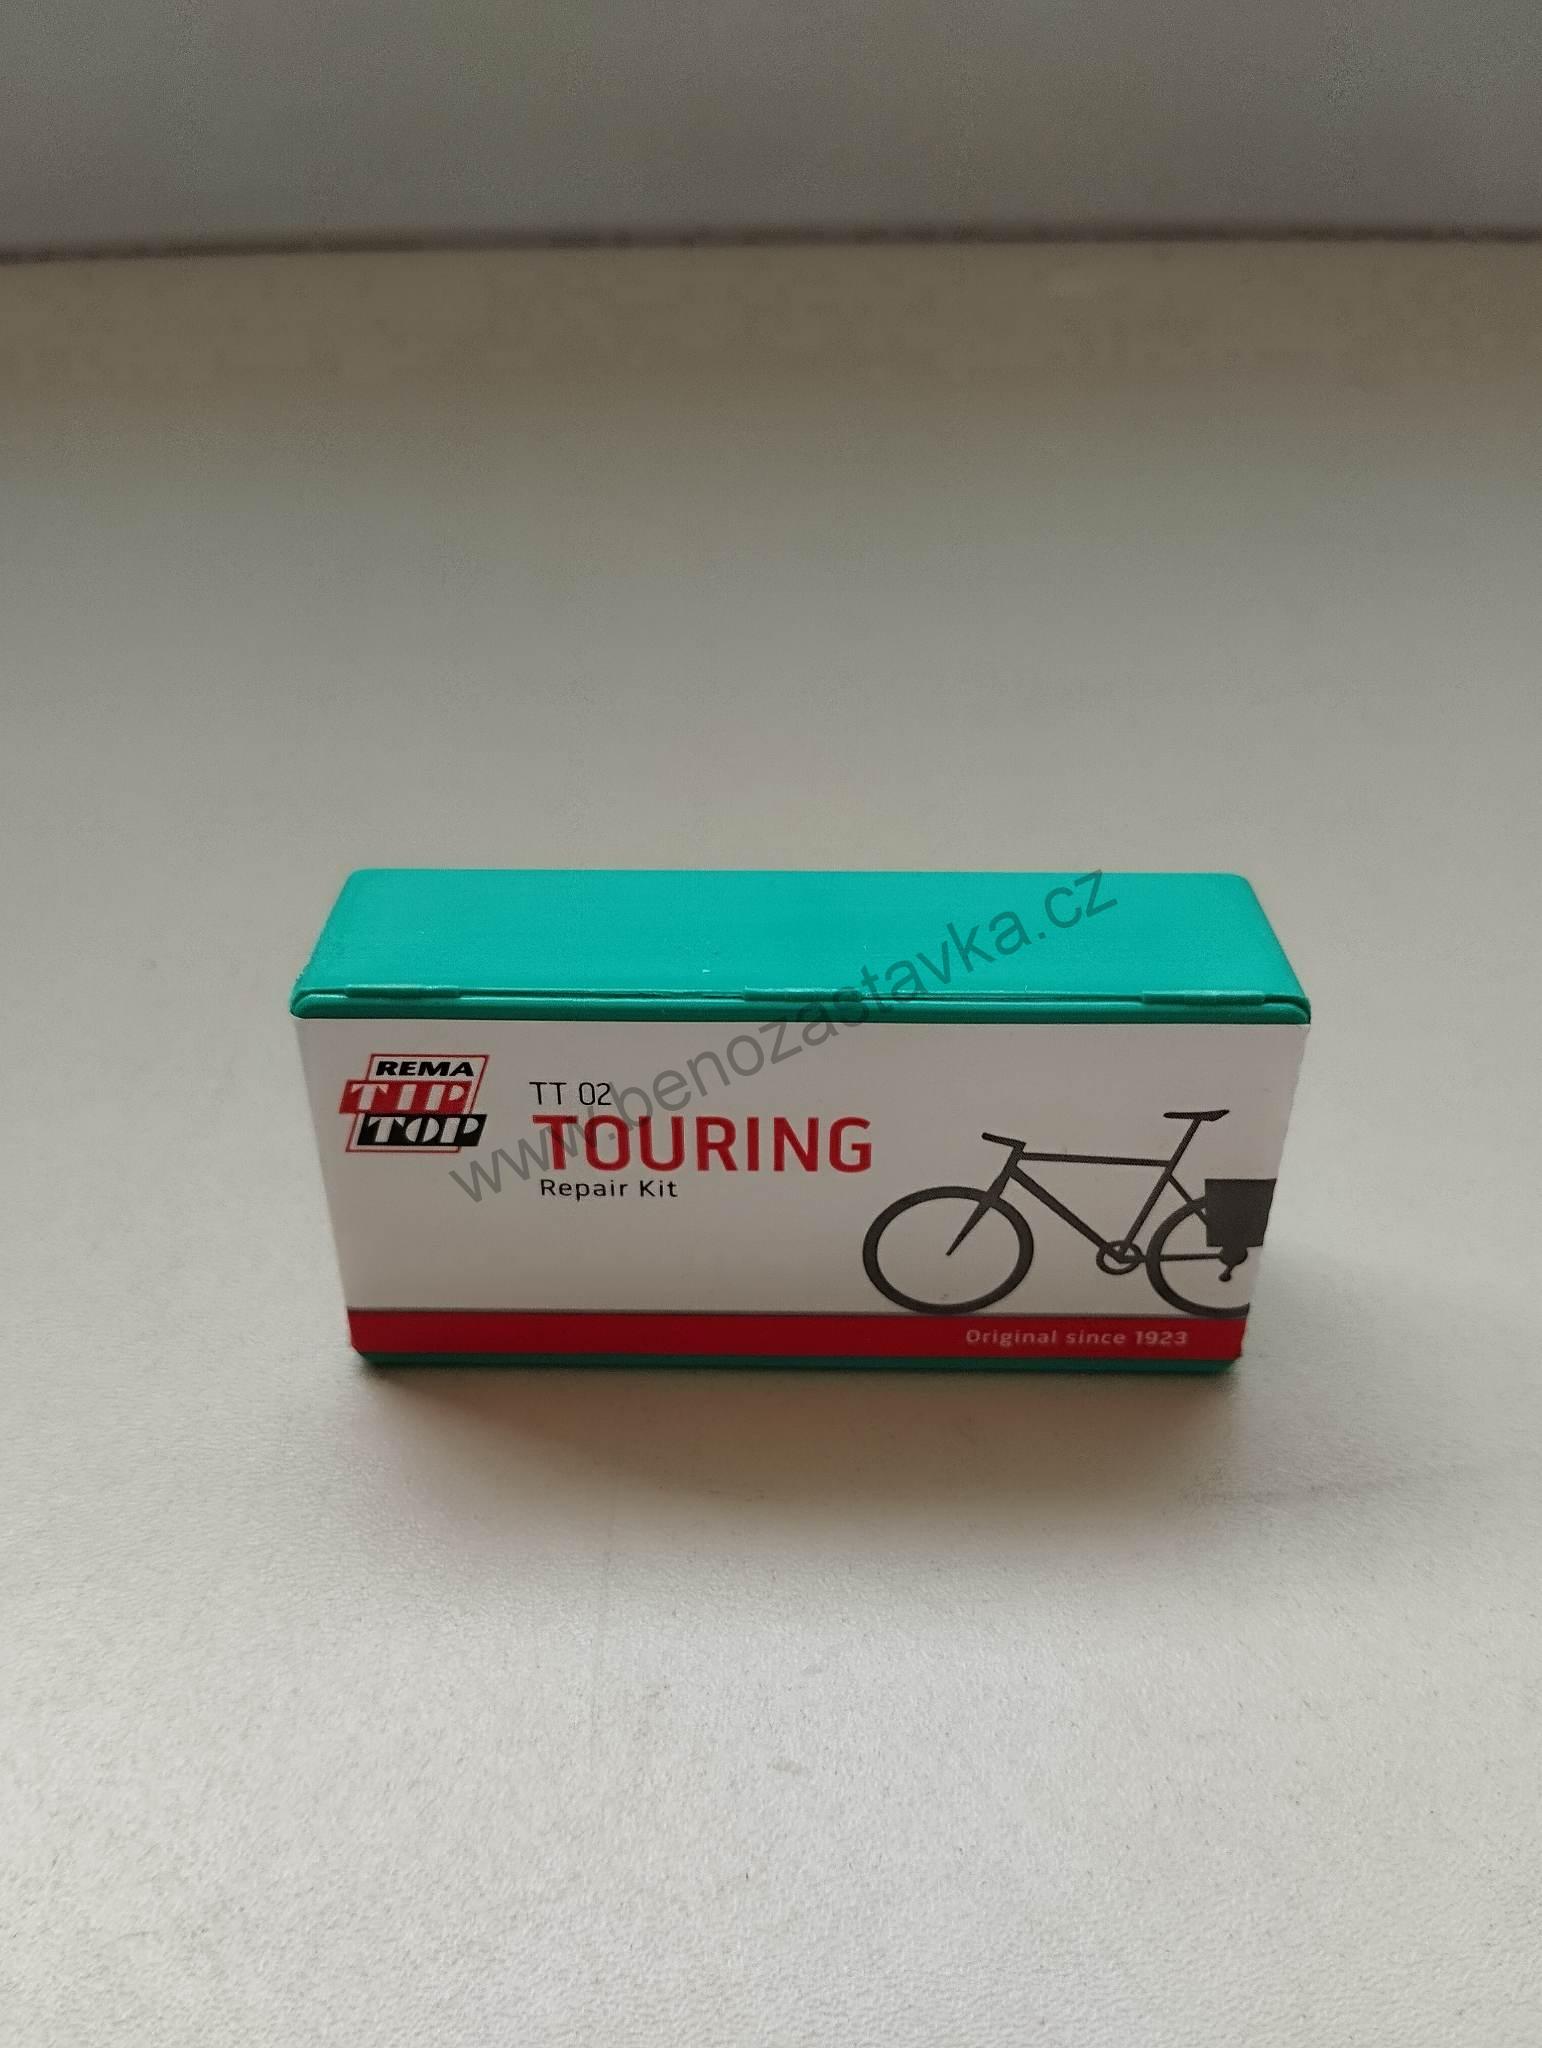 www.benozastavka.cz
REMA
TIP
TOP
TT 02
TOURING
Repair Kit
Original since 1923